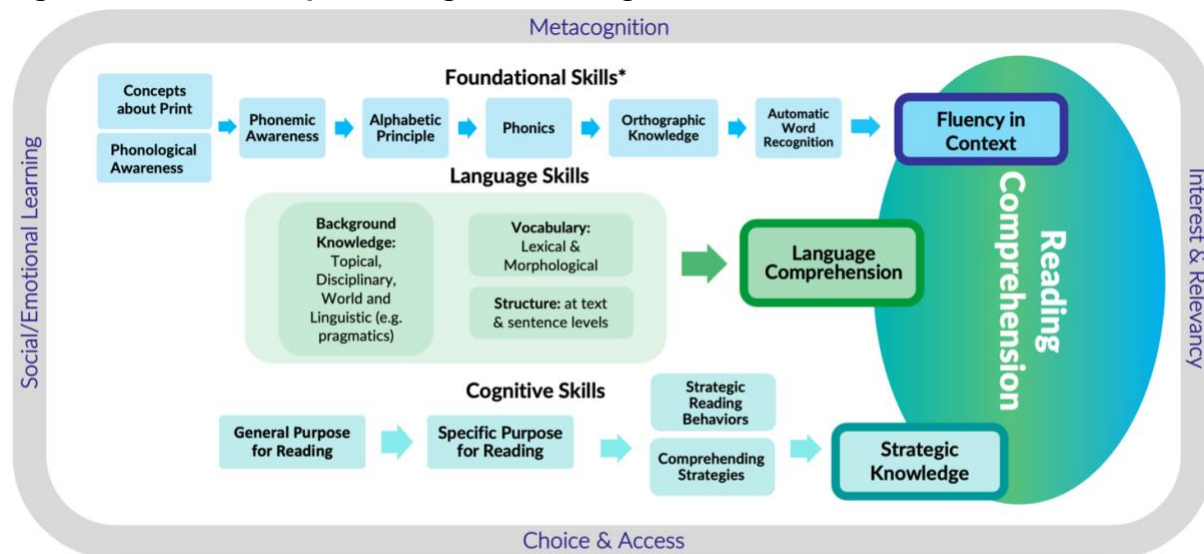 Metacognition
Social/Emotional Learning
Foundational Skills*
Concepts
about Print
Phonological
Awareness
Phonemic
Awareness
Alphabetic
Principle
Phonics
Orthographic
Knowledge
Automatic
Word
Recognition
Fluency in
Context
Language Skills
Background
Knowledge:
Topical,
Disciplinary,
World and
Linguistic (e.g.
pragmatics)
Vocabulary:
Lexical &
Morphological
Structure: at text
& sentence levels
Language
Comprehension
Cognitive Skills
General Purpose
for Reading
Specific Purpose
for Reading
Strategic
Reading
Behaviors
Comprehending
Strategies
Strategic
Knowledge
Reading
Comprehension
Interest & Relevancy
Choice & Access